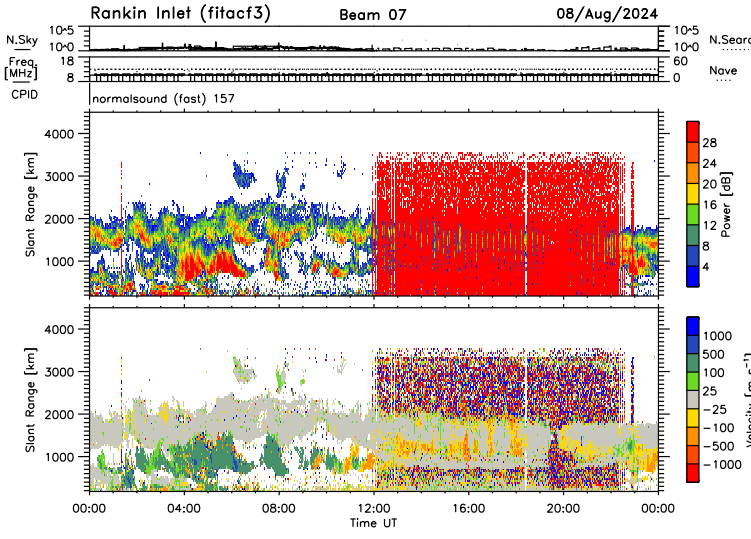 Rankin Inlet (fitacf3) Beam 07 08/Aug/2024
N.Sky 10^5 10^0 10^5 10^0 N.Searc
Freq. [MHz] 18 8 60 0 Nave
CPID normalsound (fast) 157
Slant Range [km] 4000 3000 2000 1000
28 24 20 16 12 8 4 Power [dB]
Slant Range [km] 4000 3000 2000 1000
1000 500 100 25 -25 -100 -500 -1000 Velocity [m s^-1]
00:00 04:00 08:00 12:00 16:00 20:00 00:00
Time UT